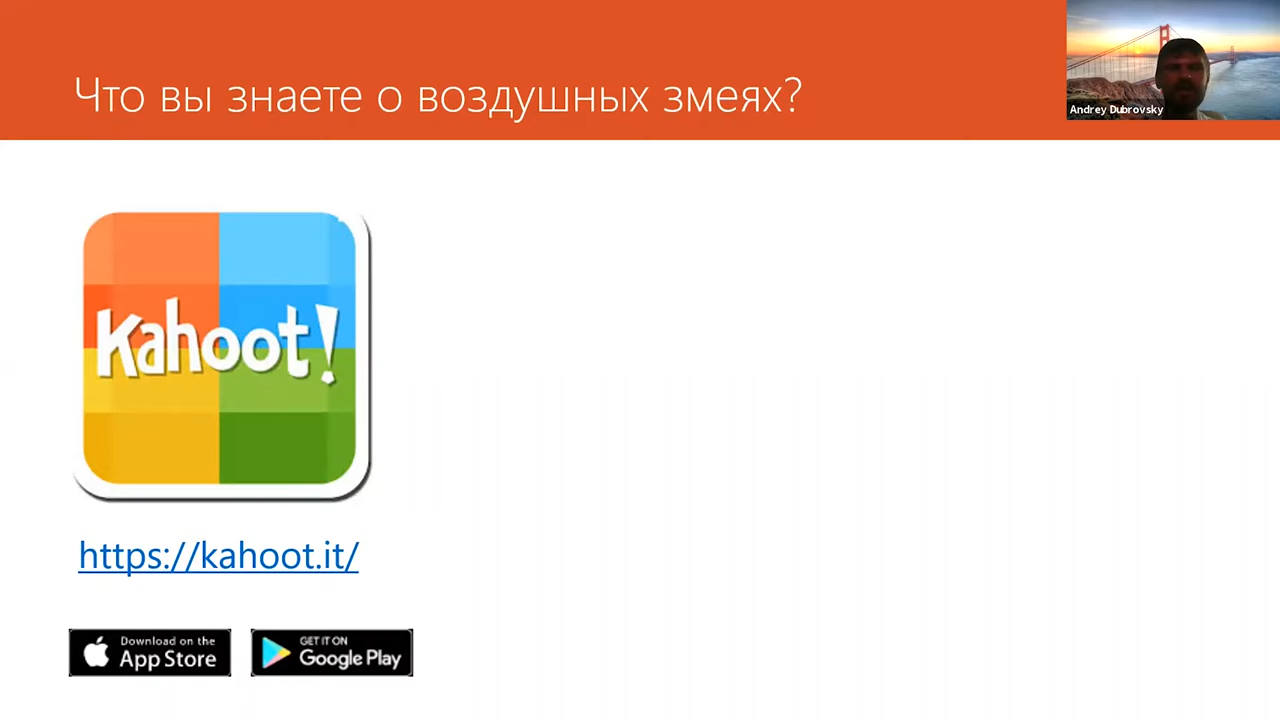 Что вы знаете о воздушных змеях?
Andrey Dubrovsky
Kahoot!
https://kahoot.it/
Download on the
App Store
GET IT ON
Google Play